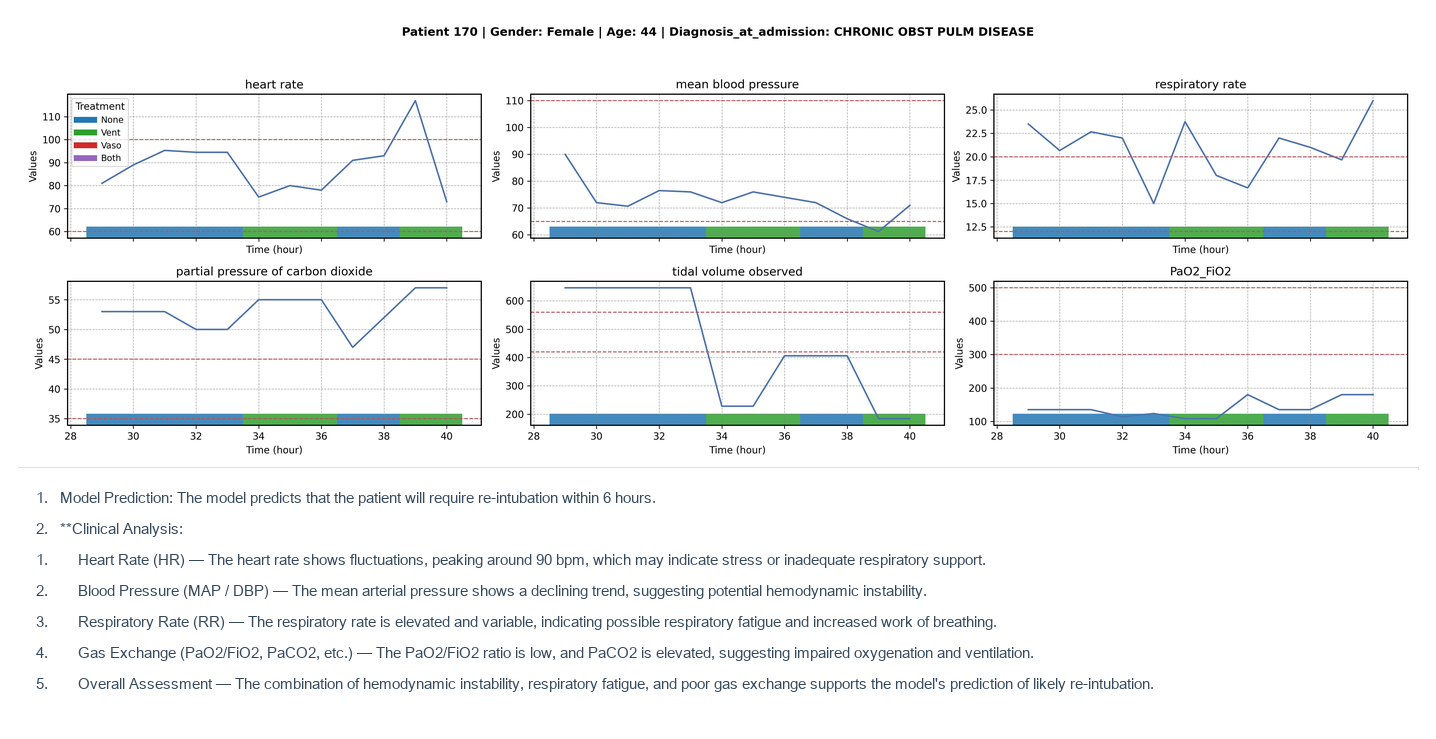 Patient 170 | Gender: Female | Age: 44 | Diagnosis_at_admission: CHRONIC OBST PULM DISEASE
heart rate
Treatment
None
Vent
Vaso
Both
Values
110
100
90
80
70
60
Time (hour)
mean blood pressure
Values
110
100
90
80
70
60
Time (hour)
respiratory rate
Values
25.0
22.5
20.0
17.5
15.0
12.5
Time (hour)
partial pressure of carbon dioxide
Values
55
50
45
40
35
28 30 32 34 36 38 40
Time (hour)
tidal volume observed
Values
600
500
400
300
200
28 30 32 34 36 38 40
Time (hour)
PaO2_FiO2
Values
500
400
300
200
100
28 30 32 34 36 38 40
Time (hour)
1. Model Prediction: The model predicts that the patient will require re-intubation within 6 hours.
2. **Clinical Analysis:
1. Heart Rate (HR) — The heart rate shows fluctuations, peaking around 90 bpm, which may indicate stress or inadequate respiratory support.
2. Blood Pressure (MAP / DBP) — The mean arterial pressure shows a declining trend, suggesting potential hemodynamic instability.
3. Respiratory Rate (RR) — The respiratory rate is elevated and variable, indicating possible respiratory fatigue and increased work of breathing.
4. Gas Exchange (PaO2/FiO2, PaCO2, etc.) — The PaO2/FiO2 ratio is low, and PaCO2 is elevated, suggesting impaired oxygenation and ventilation.
5. Overall Assessment — The combination of hemodynamic instability, respiratory fatigue, and poor gas exchange supports the model's prediction of likely re-intubation.